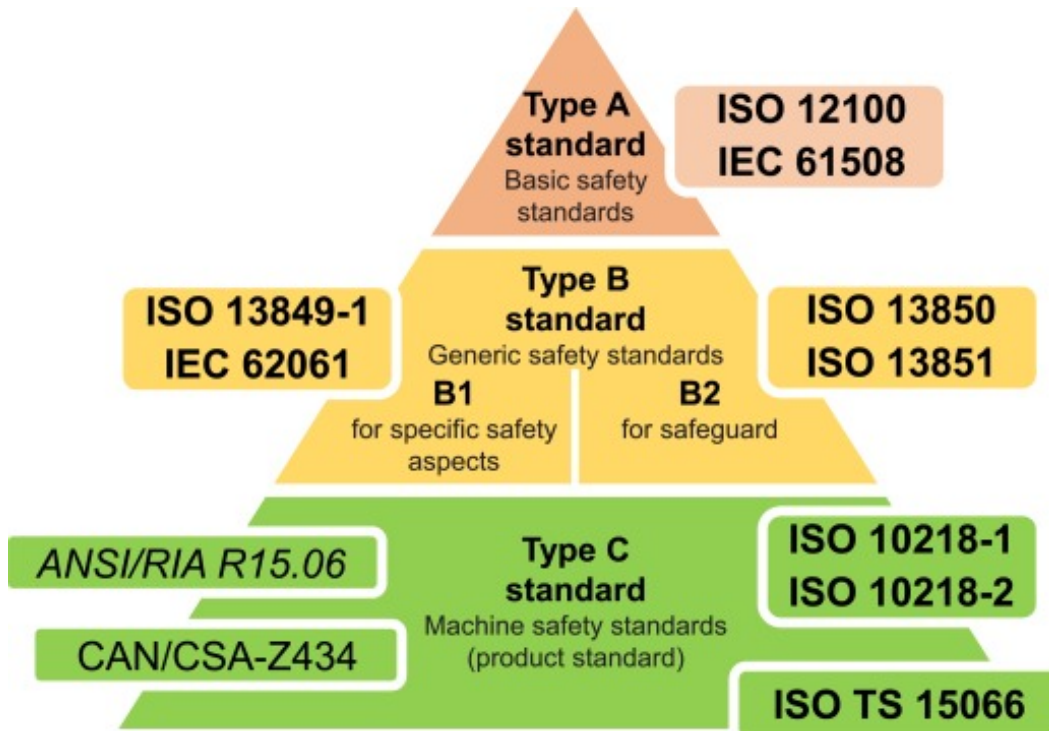 Type A
standard
Basic safety
standards
ISO 12100
IEC 61508
Type B
standard
Generic safety standards
ISO 13849-1
IEC 62061
ISO 13850
ISO 13851
B1
for specific safety
aspects
B2
for safeguard
Type C
standard
Machine safety standards
(product standard)
ANSI/RIA R15.06
CAN/CSA-Z434
ISO 10218-1
ISO 10218-2
ISO TS 15066